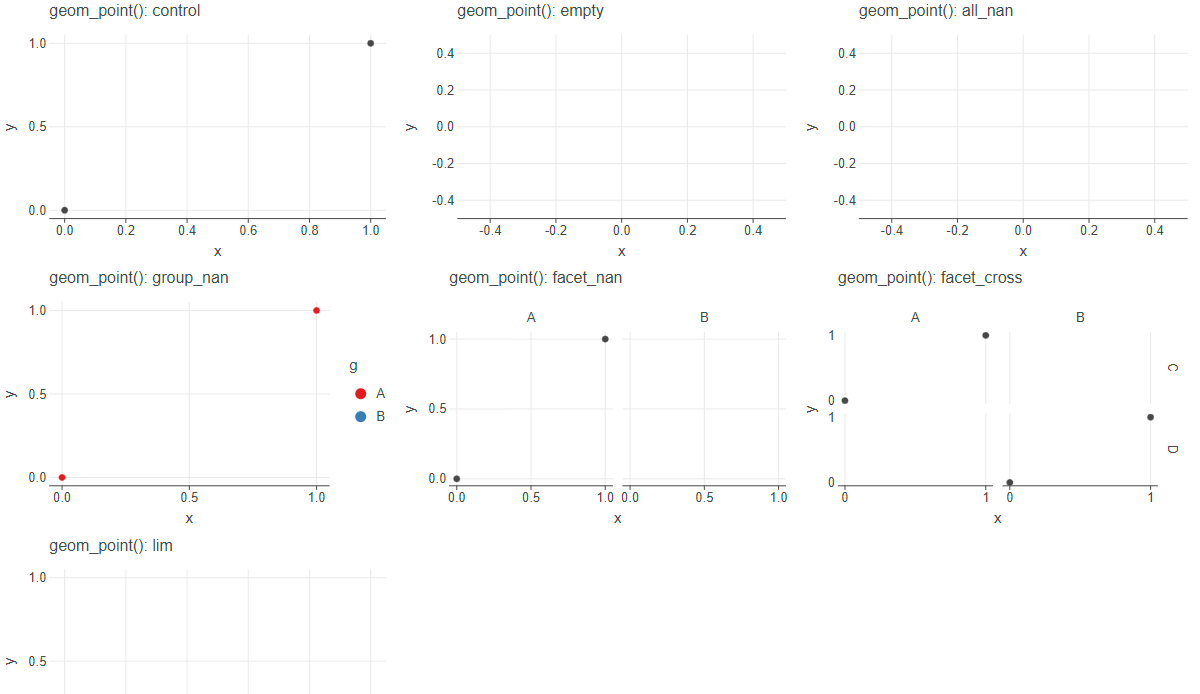 geom_point(): control
1.0
0.5
0.0
y
0.0 0.2 0.4 0.6 0.8 1.0
x
geom_point(): empty
0.4
0.2
0.0
-0.2
-0.4
y
-0.4 -0.2 0.0 0.2 0.4
x
geom_point(): all_nan
0.4
0.2
0.0
-0.2
-0.4
y
-0.4 -0.2 0.0 0.2 0.4
x
geom_point(): group_nan
1.0
0.5
0.0
y
0.0 0.5 1.0
x
g
A
B
geom_point(): facet_nan
A B
1.0
0.5
0.0
y
0.0 0.5 1.0 0.0 0.5 1.0
x
geom_point(): facet_cross
A B
1
0
C
1
0
D
y
0 1 0 1
x
geom_point(): lim
1.0
0.5
y